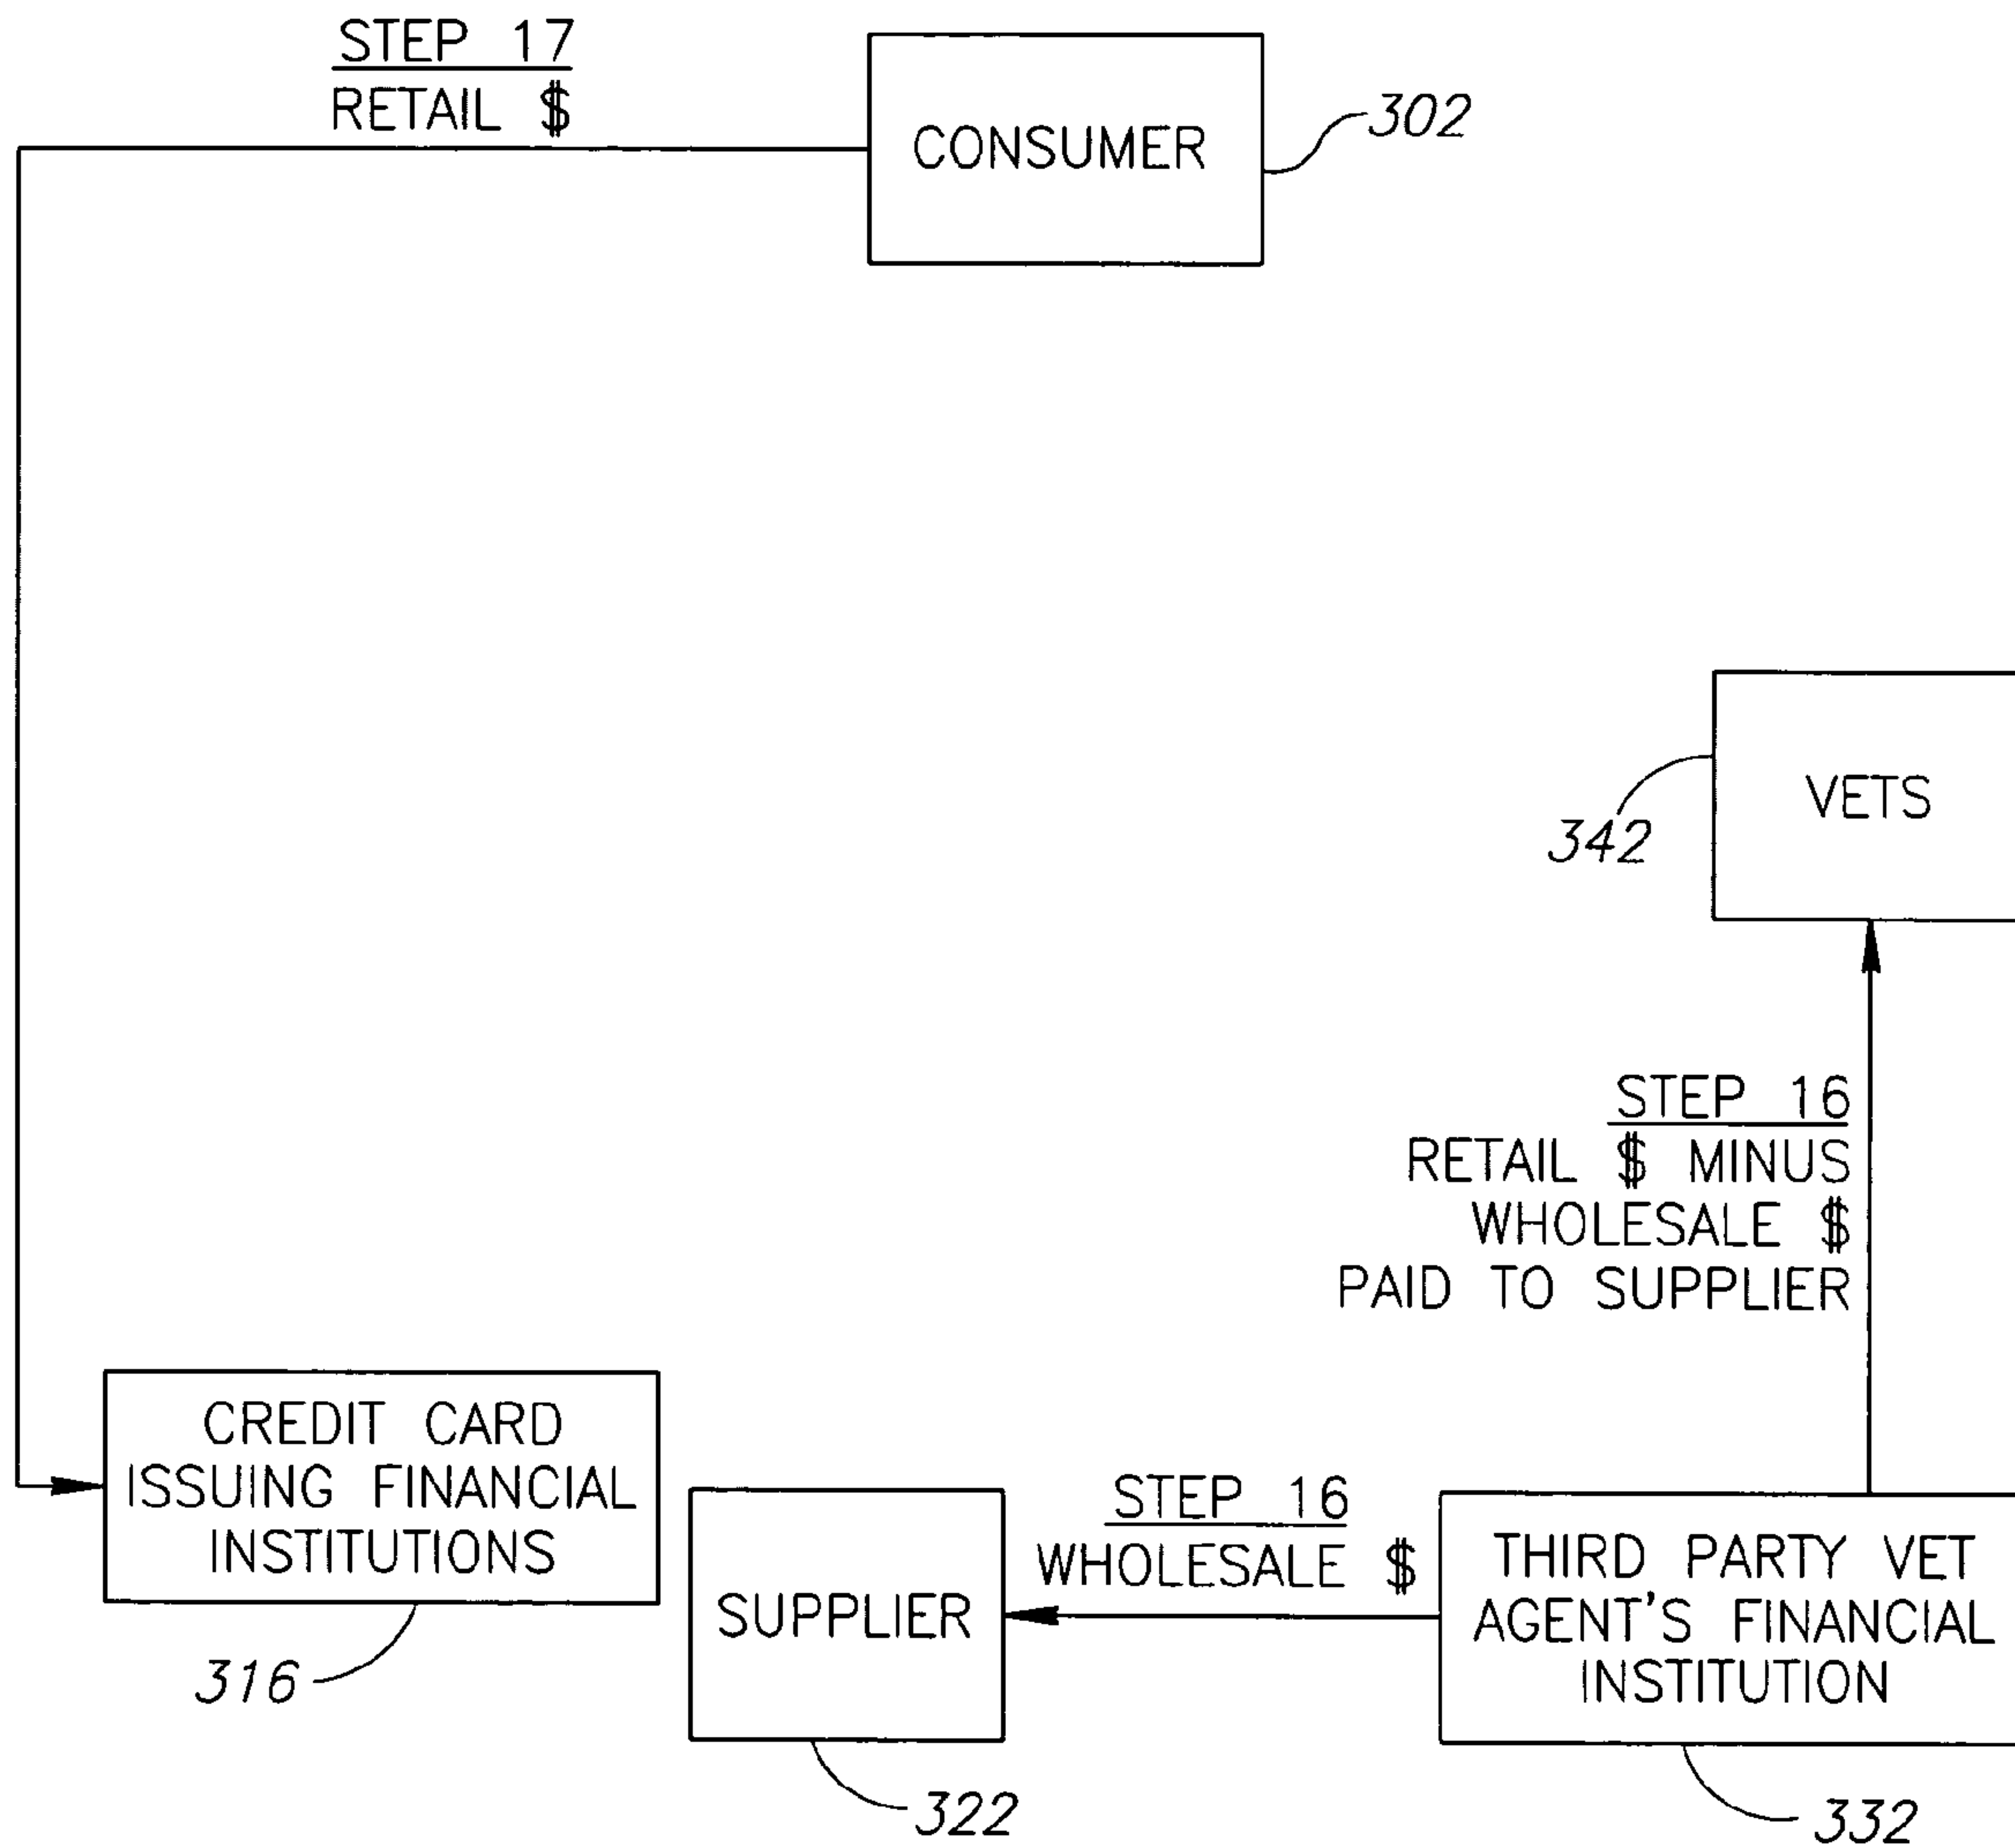 STEP 17
RETAIL $
CONSUMER
302
VETS
342
STEP 16
RETAIL $ MINUS
WHOLESALE $
PAID TO SUPPLIER
CREDIT CARD
ISSUING FINANCIAL
INSTITUTIONS
316
SUPPLIER
322
STEP 16
WHOLESALE $
THIRD PARTY VET
AGENT'S FINANCIAL
INSTITUTION
332